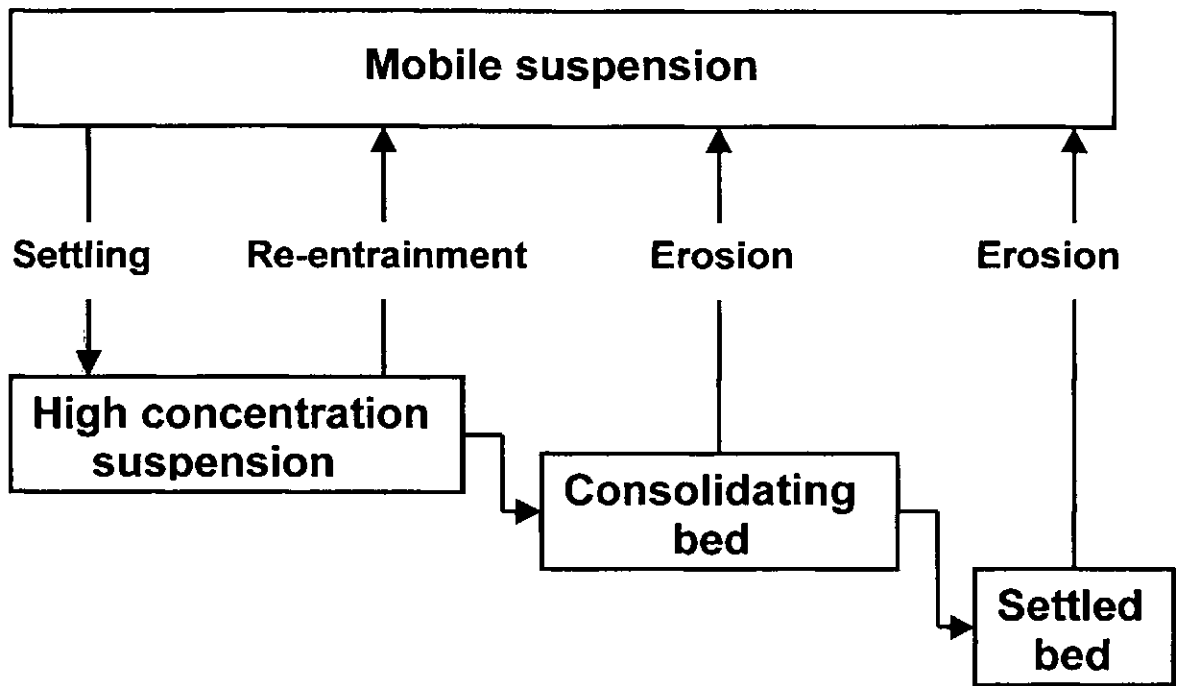 Mobile suspension
Settling
Re-entrainment
Erosion
Erosion
High concentration
suspension
Consolidating
bed
Settled
bed